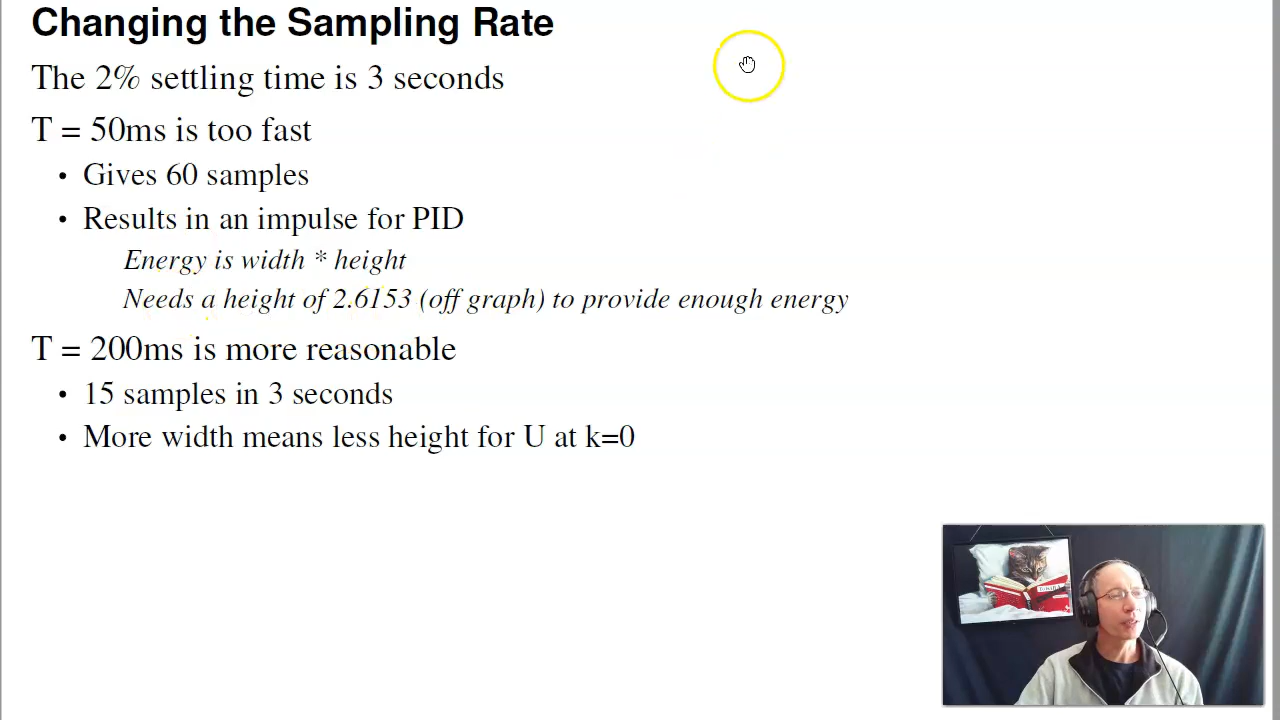 Changing the Sampling Rate
The 2% settling time is 3 seconds
T = 50ms is too fast
• Gives 60 samples
• Results in an impulse for PID
Energy is width * height
Needs a height of 2.6153 (off graph) to provide enough energy
T = 200ms is more reasonable
• 15 samples in 3 seconds
• More width means less height for U at k=0